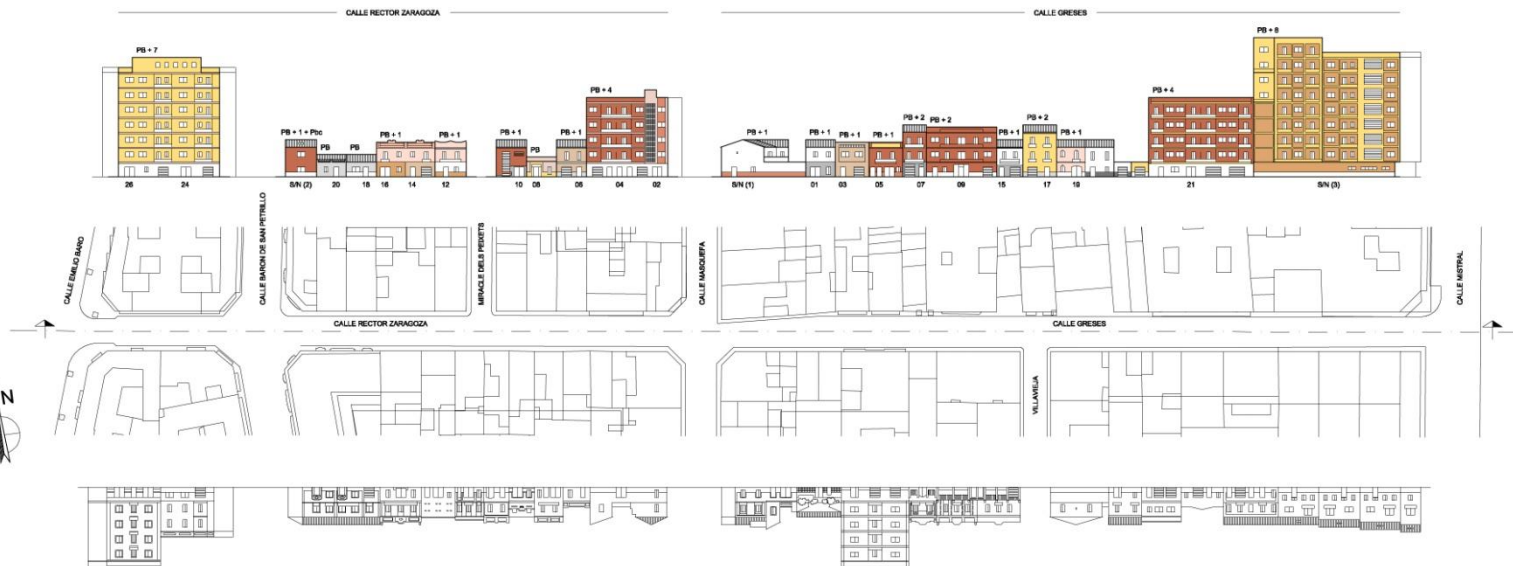 CALLE RECTOR ZARAGOZA
CALLE GRESES
PB + 7
PB + 1 + Pbc
PB
PB
PB + 1
PB + 1
PB + 1
PB
PB + 1
PB + 4
PB + 1
PB + 1
PB + 1
PB + 1
PB + 2
PB + 2
PB + 1
PB + 2
PB + 1
PB + 4
PB + 8
26
24
S/N (2)
20
18
16
14
12
10
08
06
04
02
S/N (1)
01
03
05
07
09
15
17
19
21
S/N (3)
CALLE EMILIO BARO
CALLE BARON DE SAN PETRILLO
MIRACLE DELS PEIXETS
CALLE MASQUEFA
CALLE MISTRAL
CALLE RECTOR ZARAGOZA
CALLE GRESES
VILLAVIEJA
N